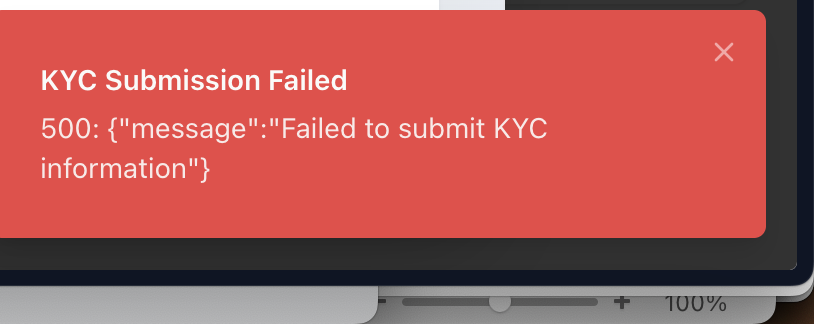 KYC Submission Failed
500: {"message":"Failed to submit KYC
information"}
100%